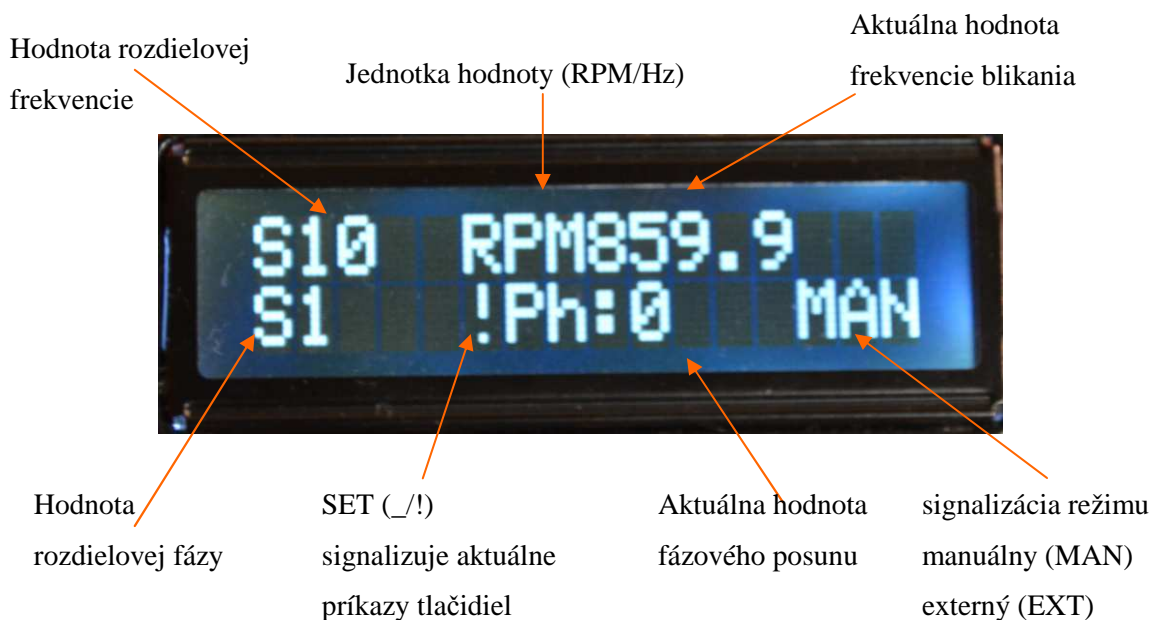 Hodnota rozdielovej
frekvencie
Jednotka hodnoty (RPM/Hz)
Aktuálna hodnota
frekvencie blikania
S10 RPM859.9
S1 !Ph:0 MAN
Hodnota
rozdielovej fázy
SET (_/!)
signalizuje aktuálne
príkazy tlačidiel
Aktuálna hodnota
fázového posunu
signalizácia režimu
manuálny (MAN)
externý (EXT)